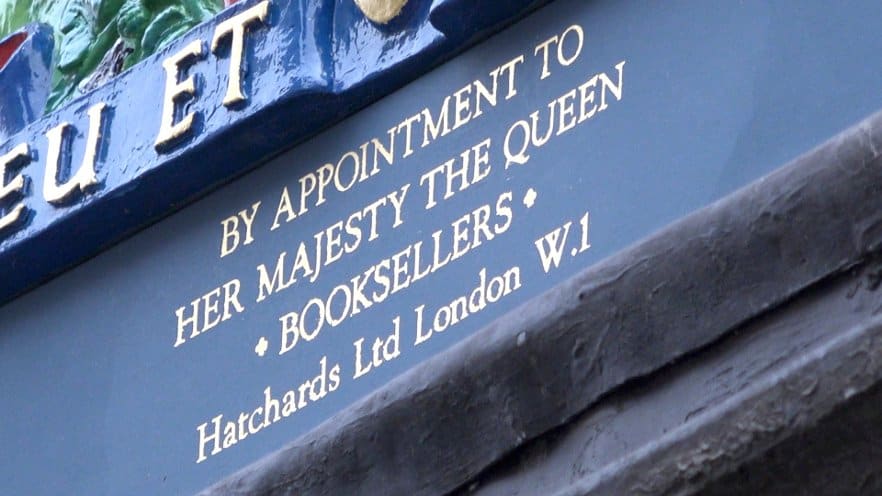 EU ET
BY APPOINTMENT TO
HER MAJESTY THE QUEEN
• BOOKSELLERS •
Hatchards Ltd London W.1